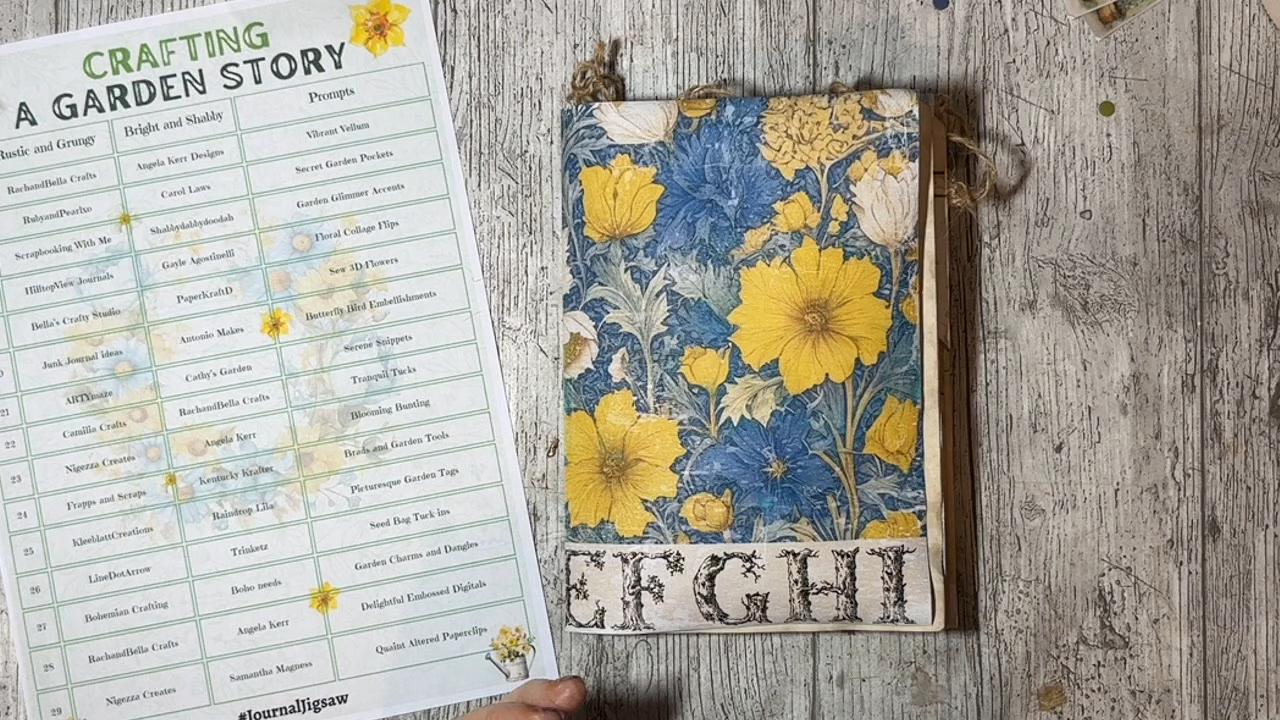 CRAFTING
A GARDEN STORY
Rustic and Grungy Bright and Shabby Prompts
RachandBella Crafts Angela Kerr Designs Vibrant Vellum
RubyandPearlxo Carol Laws Secret Garden Pockets
Scrapbooking With Me Shabbydabbydoodah Garden Glimmer Accents
HilltopView Journals Gayle Agostinelli Floral Collage Flips
Bella's Crafty Studio PaperKraftD Sew 3D Flowers
0 Junk Journal ideas Antonio Makes Butterfly Bird Embellishments
21 ARTYmaze Cathy's Garden Serene Snippets
22 Camilia Crafts RachandBella Crafts Tranquil Tucks
23 Nigezza Creates Angela Kerr Blooming Bunting
24 Frapps and Scraps Kentucky Krafter Brads and Garden Tools
25 KleeblattCreations Raindrop Lila Picturesque Garden Tags
26 LineDotArrow Trinketz Seed Bag Tuck-ins
27 Bohemian Crafting Boho needs Garden Charms and Dangles
28 RachandBella Crafts Angela Kerr Delightful Embossed Digitals
29 Nigezza Creates Samantha Magness Quaint Altered Paperclips
#JournalJigsaw
EFGHI